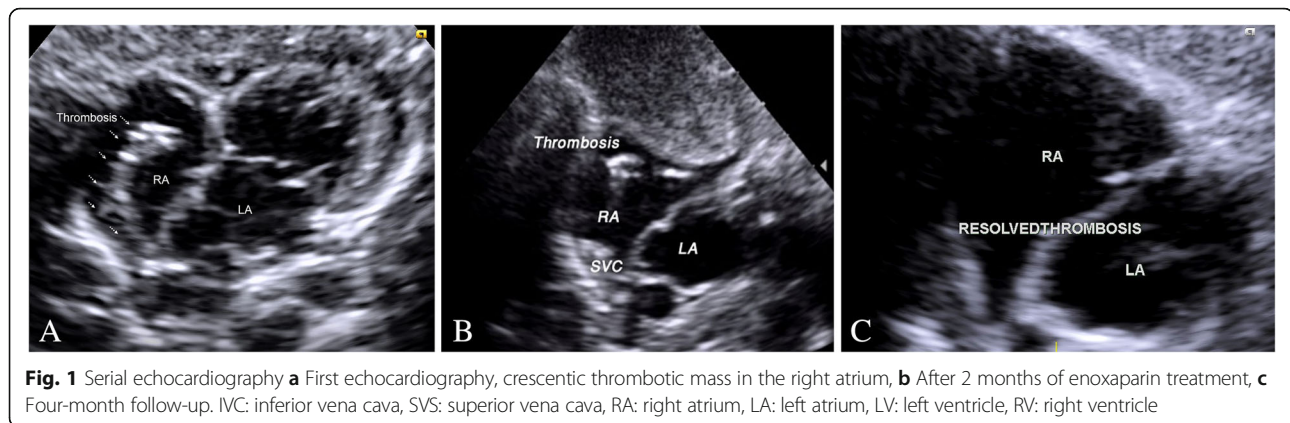 Thrombosis
RA
LA
A
Thrombosis
RA
LA
SVC
B
RA
RESOLVEDTHROMBOSIS
LA
C
Fig. 1 Serial echocardiography a First echocardiography, crescentic thrombotic mass in the right atrium, b After 2 months of enoxaparin treatment, c
Four-month follow-up. IVC: inferior vena cava, SVS: superior vena cava, RA: right atrium, LA: left atrium, LV: left ventricle, RV: right ventricle